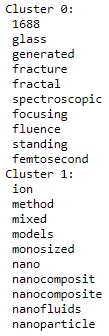 Cluster 0:
1688
glass
generated
fracture
fractal
spectroscopic
focusing
fluence
standing
femtosecond
Cluster 1:
ion
method
mixed
models
monosized
nano
nanocomposit
nanocomposite
nanofluids
nanoparticle